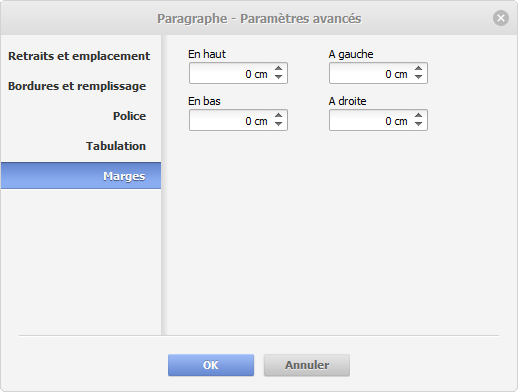 Paragraphe - Paramètres avancés
Retraits et emplacement
Bordures et remplissage
Police
Tabulation
Marges
En haut
A gauche
0 cm
0 cm
En bas
A droite
0 cm
0 cm
OK
Annuler